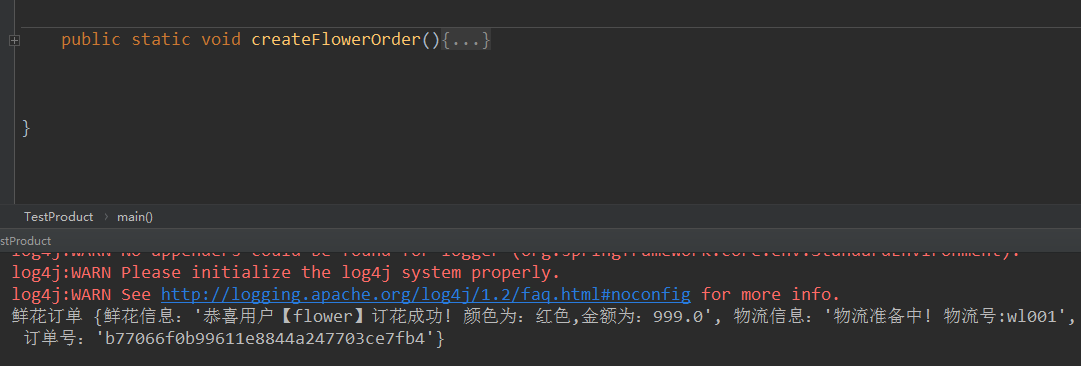 public static void createFlowerOrder(){...}
}
TestProduct › main()
stProduct
log4j:WARN No appenders could be found for logger (org.springframework.core.env.StandardEnvironment).
log4j:WARN Please initialize the log4j system properly.
log4j:WARN See http://logging.apache.org/log4j/1.2/faq.html#noconfig for more info.
鲜花订单 {鲜花信息: '恭喜用户【flower】订花成功! 颜色为: 红色,金额为: 999.0', 物流信息: '物流准备中! 物流号:wl001',
订单号: 'b77066f0b99611e8844a247703ce7fb4'}